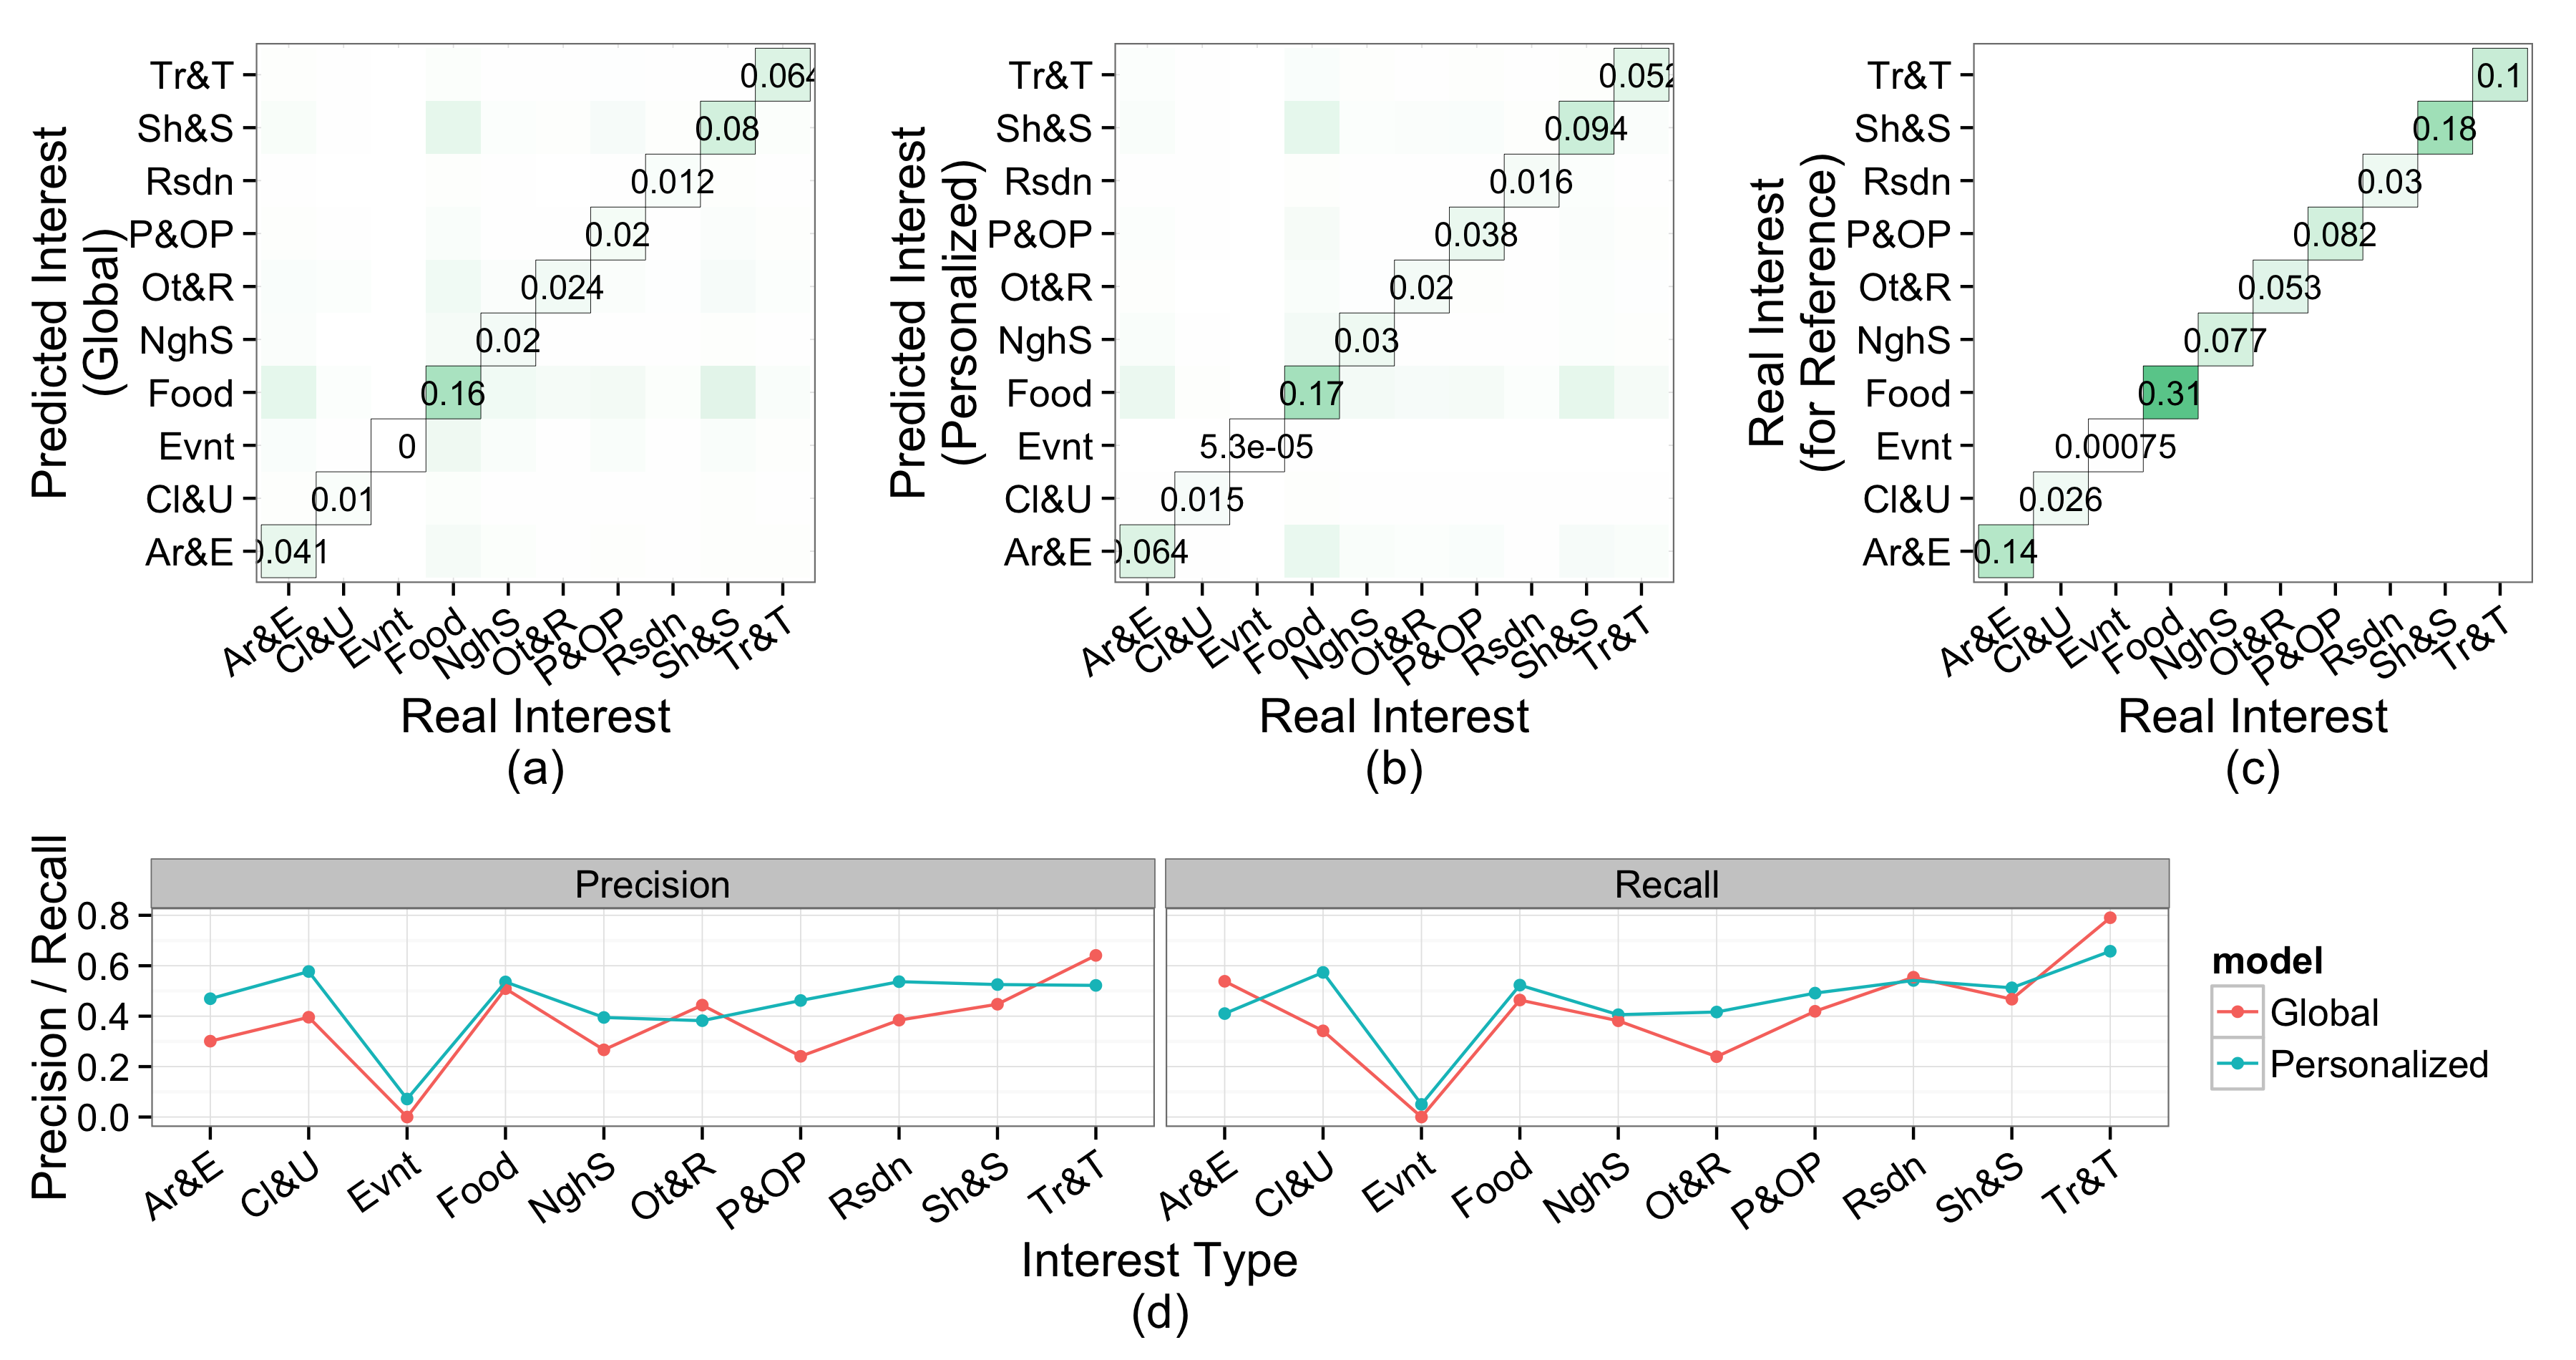 Predicted Interest
(Global)
Tr&T
Sh&S
Rsdn
P&OP
Ot&R
NghS
Food
Evnt
Cl&U
Ar&E
0.064
0.08
0.012
0.02
0.024
0.02
0.16
0
0.01
0.041
Ar&E Cl&U Evnt Food NghS Ot&R P&OP Rsdn Sh&S Tr&T
Real Interest
(a)
Predicted Interest
(Personalized)
Tr&T
Sh&S
Rsdn
P&OP
Ot&R
NghS
Food
Evnt
Cl&U
Ar&E
0.052
0.094
0.016
0.038
0.02
0.03
0.17
5.3e-05
0.015
0.064
Ar&E Cl&U Evnt Food NghS Ot&R P&OP Rsdn Sh&S Tr&T
Real Interest
(b)
Real Interest
(for Reference)
Tr&T
Sh&S
Rsdn
P&OP
Ot&R
NghS
Food
Evnt
Cl&U
Ar&E
0.1
0.18
0.03
0.082
0.053
0.077
0.31
0.00075
0.026
0.14
Ar&E Cl&U Evnt Food NghS Ot&R P&OP Rsdn Sh&S Tr&T
Real Interest
(c)
Precision / Recall
Precision
Recall
0.8
0.6
0.4
0.2
0.0
Ar&E Cl&U Evnt Food NghS Ot&R P&OP Rsdn Sh&S Tr&T
Ar&E Cl&U Evnt Food NghS Ot&R P&OP Rsdn Sh&S Tr&T
Interest Type
(d)
model
Global
Personalized